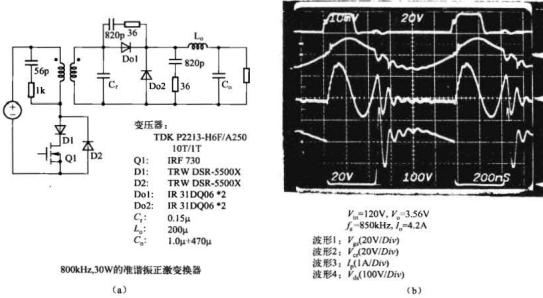 820p 36
Lo
Do1
56p
1k
Cr
Do2
820p
36
Co
D1
D2
Q1
变压器：
TDK P2213-H6F/A250
10T/1T
Q1: IRF 730
D1: TRW DSR-5500X
D2: TRW DSR-5500X
Do1: IR 31DQ06 *2
Do2: IR 31DQ06 *2
Cr: 0.15μ
Lo: 200μ
Co: 1.0μ+470μ
800kHz,30W的准谐振正激变换器
(a)
10mV 20V
20V 100V 200nS
Vin=120V, Vo=3.56V
fs=850kHz, Io=4.2A
波形1：Vgs(20V/Div)
波形2：Vcr(20V/Div)
波形3：Ip(1A/Div)
波形4：Vds(100V/Div)
(b)